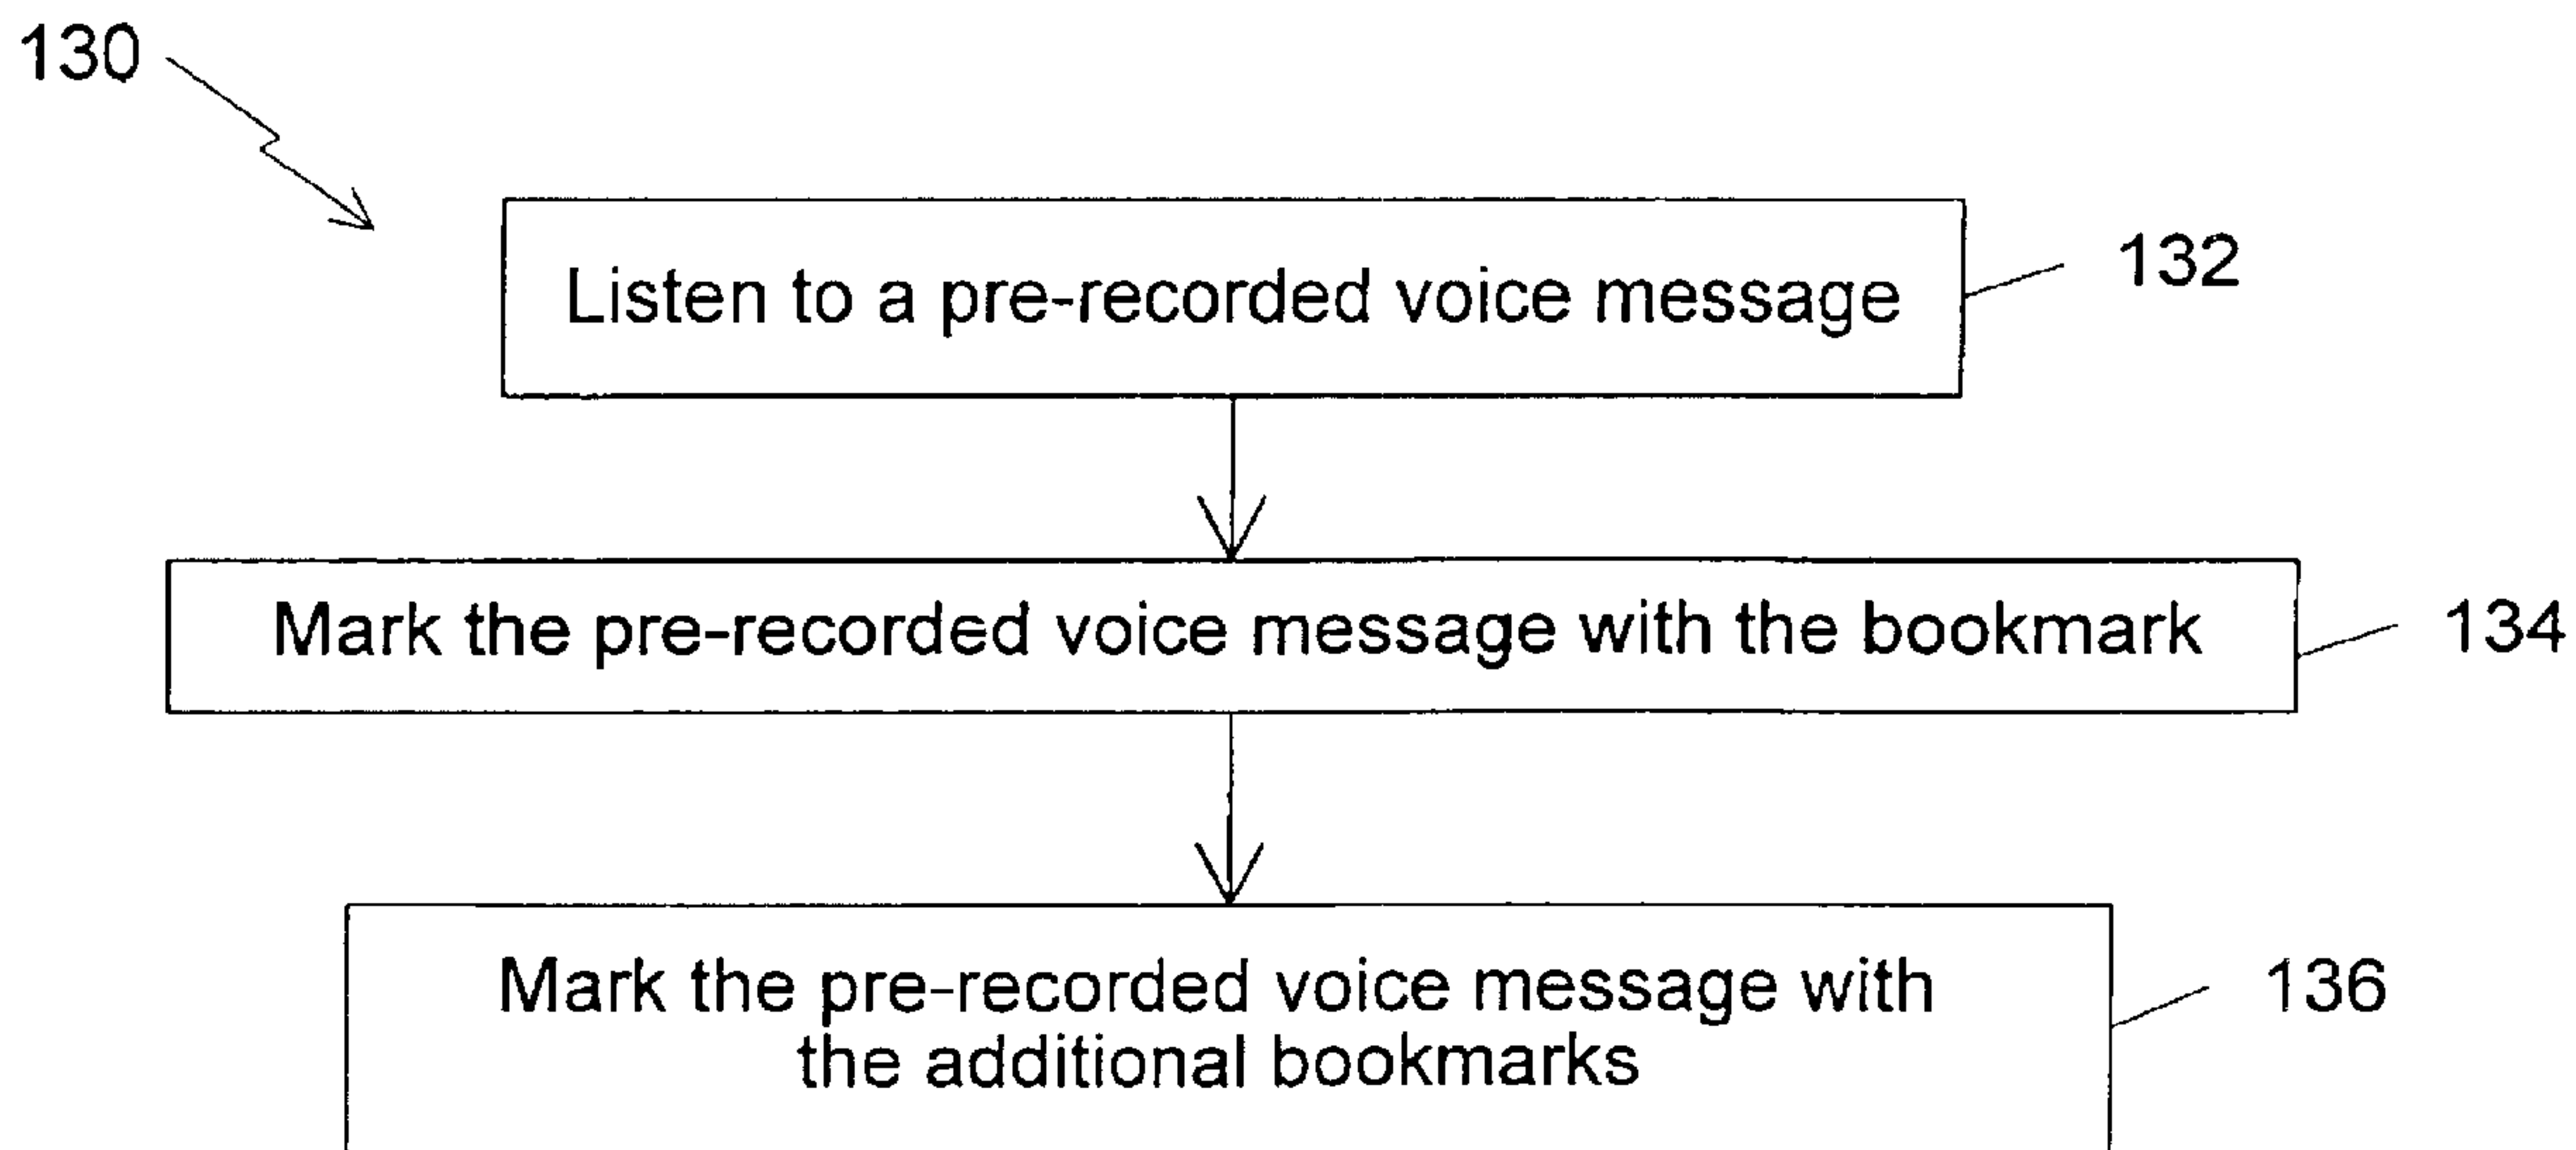 130
Listen to a pre-recorded voice message
132
Mark the pre-recorded voice message with the bookmark
134
Mark the pre-recorded voice message with
the additional bookmarks
136